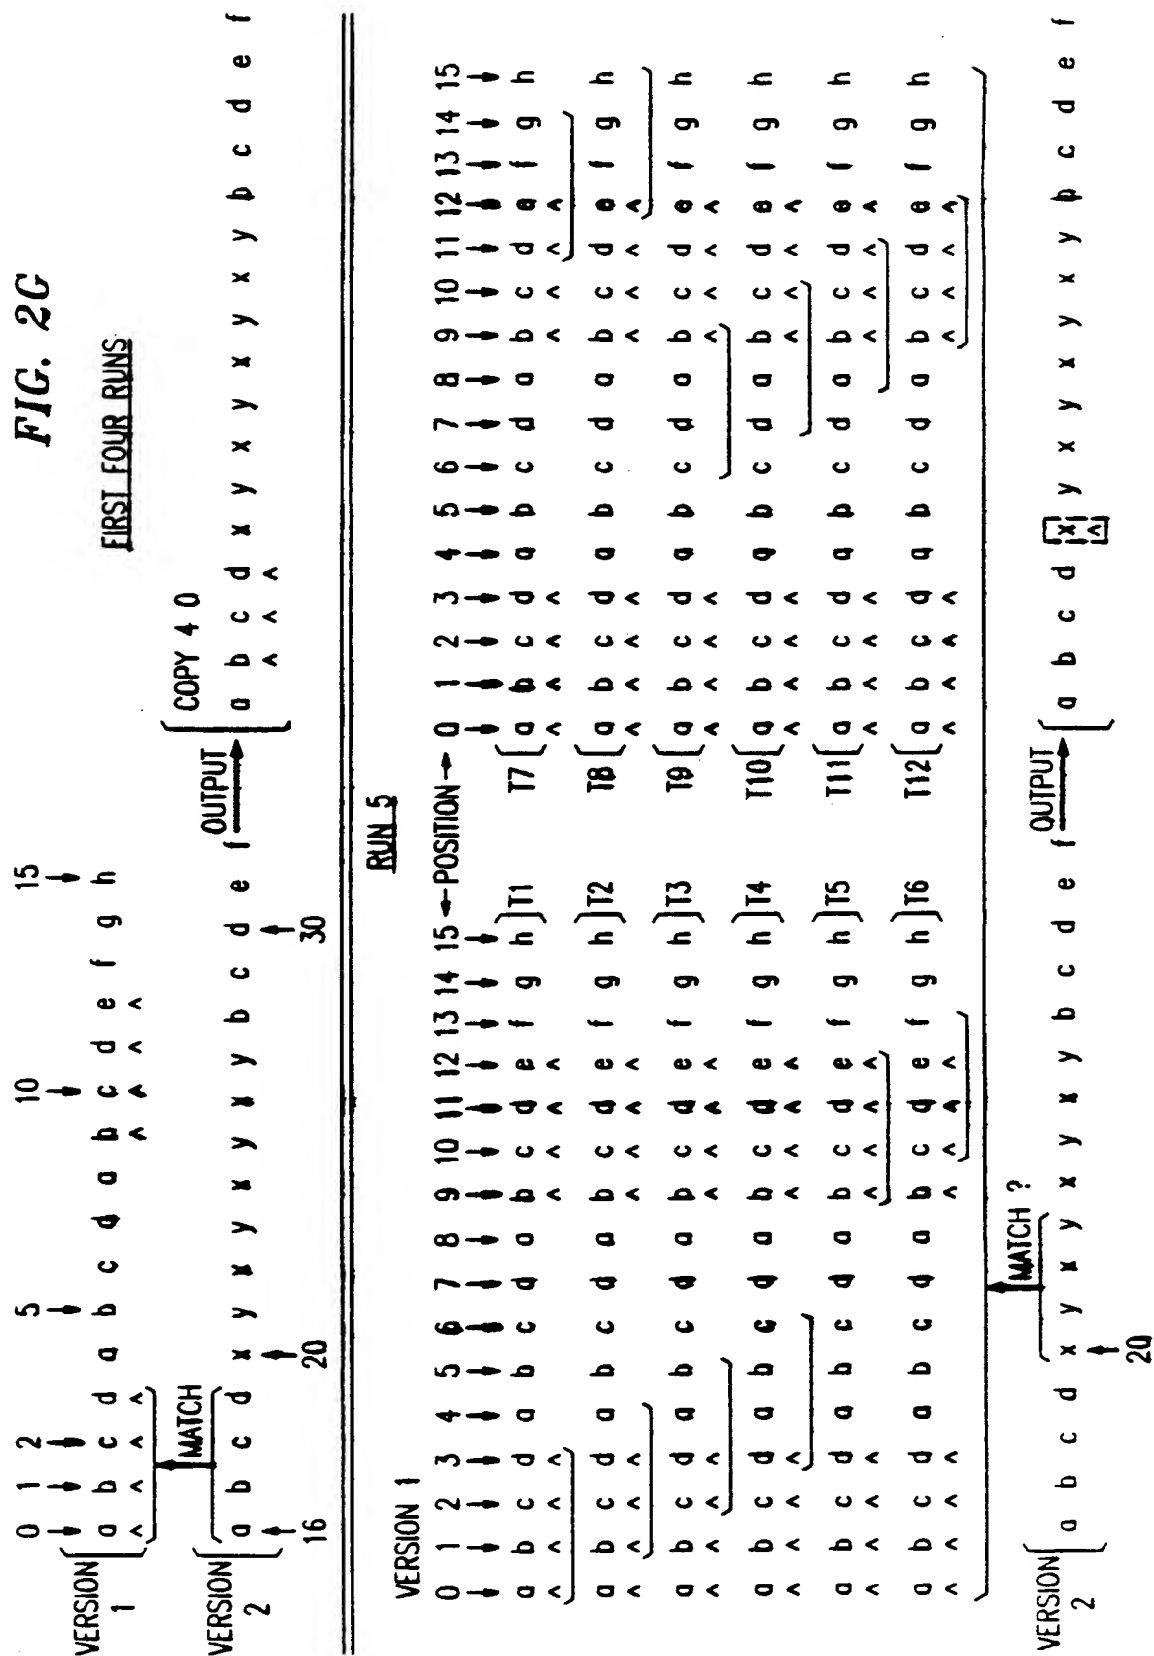 FIG. 2G
FIRST FOUR RUNS
0 1 2 5 10 15
VERSION 1 a b c d a b c d a b c d e f g h
^ ^ ^ ^ ^ ^ ^ ^
MATCH
OUTPUT
COPY 4 0
VERSION 2 a b c d x y x y x y x y b c d e f
a b c d x y x y x y x y b c d e f
^ ^ ^
16 20 30
RUN 5
VERSION 1
0 1 2 3 4 5 6 7 8 9 10 11 12 13 14 15 ←POSITION→ 0 1 2 3 4 5 6 7 8 9 10 11 12 13 14 15
a b c d a b c d a b c d e f g h T1 T7 a b c d a b c d a b c d e f g h
^ ^ ^ ^ ^ ^ ^ ^ ^ ^ ^ ^ ^ ^ ^ ^
a b c d a b c d a b c d e f g h T2 T8 a b c d a b c d a b c d e f g h
^ ^ ^ ^ ^ ^ ^ ^ ^ ^ ^ ^ ^ ^ ^ ^
a b c d a b c d a b c d e f g h T3 T9 a b c d a b c d a b c d e f g h
^ ^ ^ ^ ^ ^ ^ ^ ^ ^ ^ ^ ^ ^ ^ ^
a b c d a b c d a b c d e f g h T4 T10 a b c d a b c d a b c d e f g h
^ ^ ^ ^ ^ ^ ^ ^ ^ ^ ^ ^ ^ ^ ^ ^
a b c d a b c d a b c d e f g h T5 T11 a b c d a b c d a b c d e f g h
^ ^ ^ ^ ^ ^ ^ ^ ^ ^ ^ ^ ^ ^ ^ ^
a b c d a b c d a b c d e f g h T6 T12 a b c d a b c d a b c d e f g h
^ ^ ^ ^ ^ ^ ^ ^ ^ ^ ^ ^ ^ ^ ^ ^
MATCH ?
OUTPUT
VERSION 2 a b c d x y x y x y x y b c d e f
a b c d x y x y x y x y b c d e f
^
20